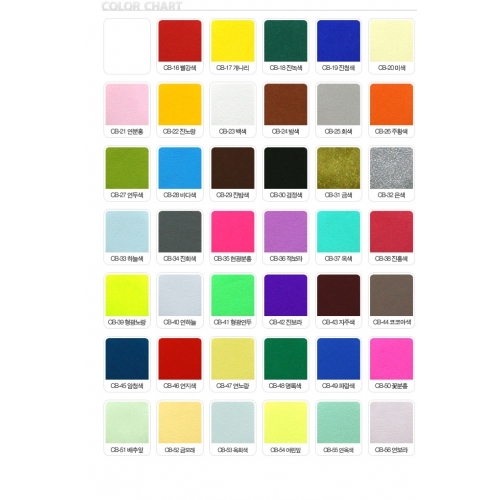 COLOR CHART
CB-16 빨강색
CB-17 개나리
CB-18 진녹색
CB-19 진청색
CB-20 미색
CB-21 연분홍
CB-22 진노랑
CB-23 백색
CB-24 밤색
CB-25 회색
CB-26 주황색
CB-27 연두색
CB-28 바다색
CB-29 진밤색
CB-30 검정색
CB-31 금색
CB-32 은색
CB-33 하늘색
CB-34 진회색
CB-35 형광분홍
CB-36 적보라
CB-37 옥색
CB-38 진홍색
CB-39 형광노랑
CB-40 연하늘
CB-41 형광연두
CB-42 진보라
CB-43 자주색
CB-44 코코아색
CB-45 암청색
CB-46 연지색
CB-47 연노랑
CB-48 명록색
CB-49 파랑색
CB-50 꽃분홍
CB-51 배추잎
CB-52 금모래
CB-53 옥회색
CB-54 어린잎
CB-55 연옥색
CB-56 연보라